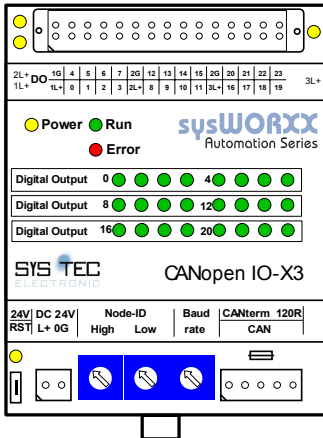 2L+ DO 1G 4 5 6 7 2G 12 13 14 15 2G 20 21 22 23 3L+
1L+ 1L+ 0 1 2 3 2L+ 8 9 10 11 3L+ 16 17 18 19
Power Run sysWORXX
Error Automation Series
Digital Output 0 4
Digital Output 8 12
Digital Output 16 20
SYS TEC CANopen IO-X3
ELECTRONIC
24V DC 24V Node-ID Baud CANterm 120R
RST L+ 0G High Low rate CAN